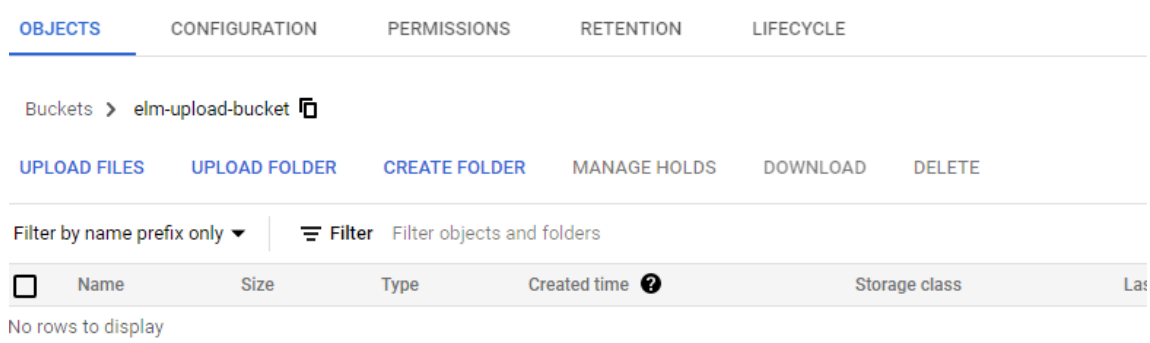 OBJECTS CONFIGURATION PERMISSIONS RETENTION LIFECYCLE
Buckets > elm-upload-bucket
UPLOAD FILES UPLOAD FOLDER CREATE FOLDER MANAGE HOLDS DOWNLOAD DELETE
Filter by name prefix only Filter Filter objects and folders
Name Size Type Created time ? Storage class Las
No rows to display